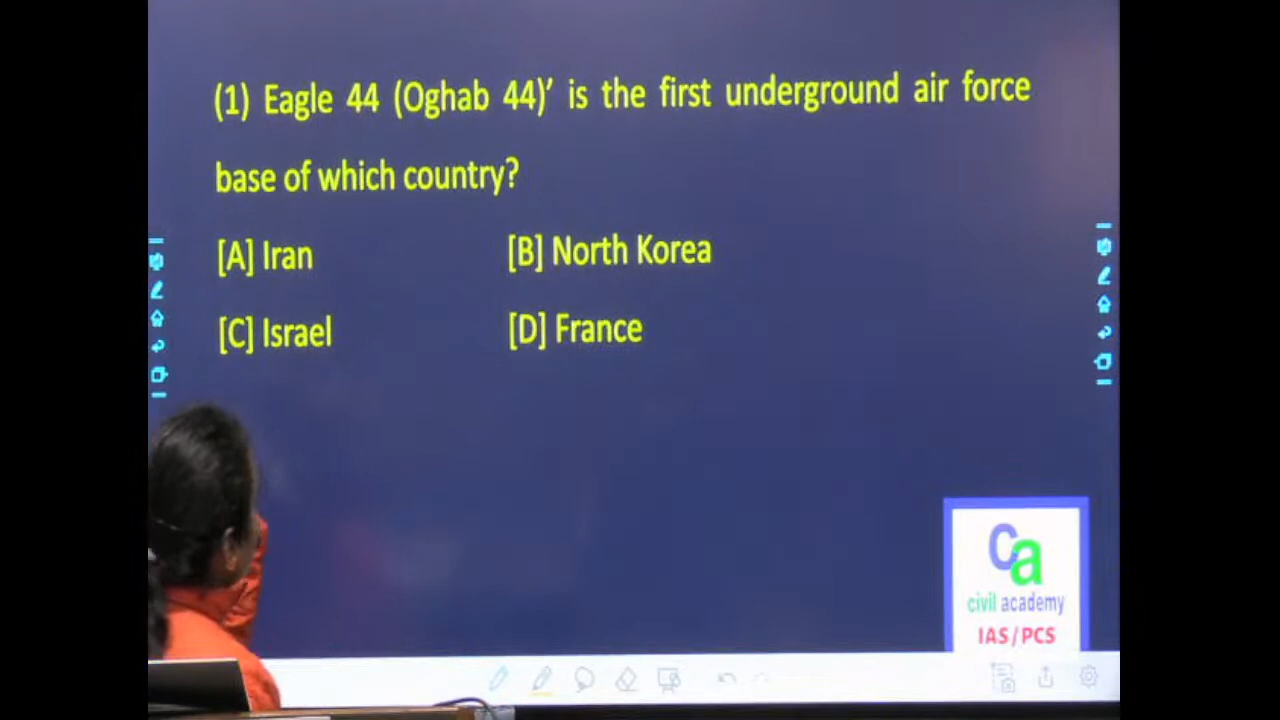 (1) Eagle 44 (Oghab 44)' is the first underground air force
base of which country?
[A] Iran [B] North Korea
[C] Israel [D] France
Ca
civil academy
IAS/PCS